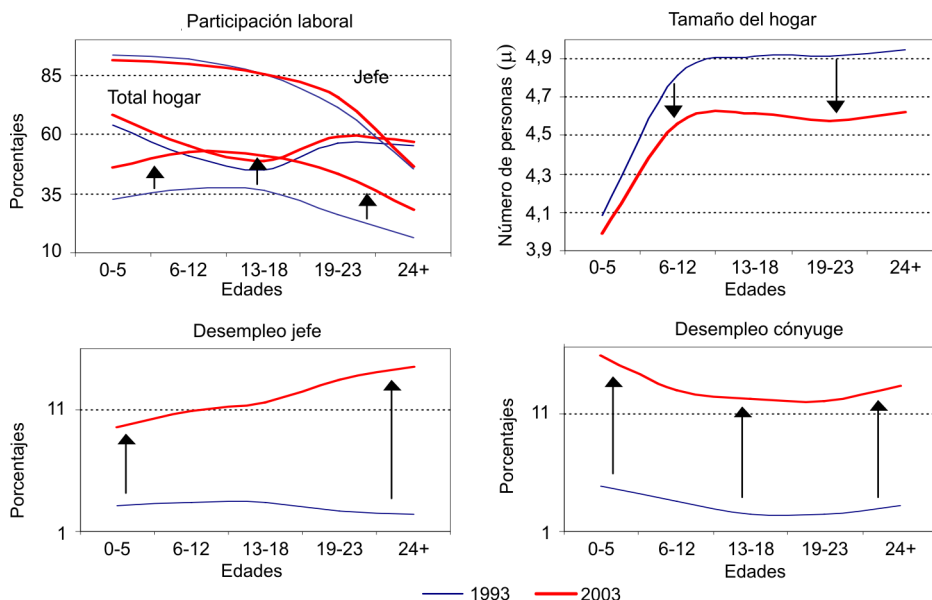 Participación laboral
Porcentajes
85
60
35
10
Total hogar
Jefe
0-5
6-12
13-18
19-23
24+
Edades
Tamaño del hogar
Número de personas (µ)
4,9
4,7
4,5
4,3
4,1
3,9
0-5
6-12
13-18
19-23
24+
Edades
Desempleo jefe
Porcentajes
11
1
0-5
6-12
13-18
19-23
24+
Edades
Desempleo cónyuge
Porcentajes
11
1
0-5
6-12
13-18
19-23
24+
Edades
1993
2003